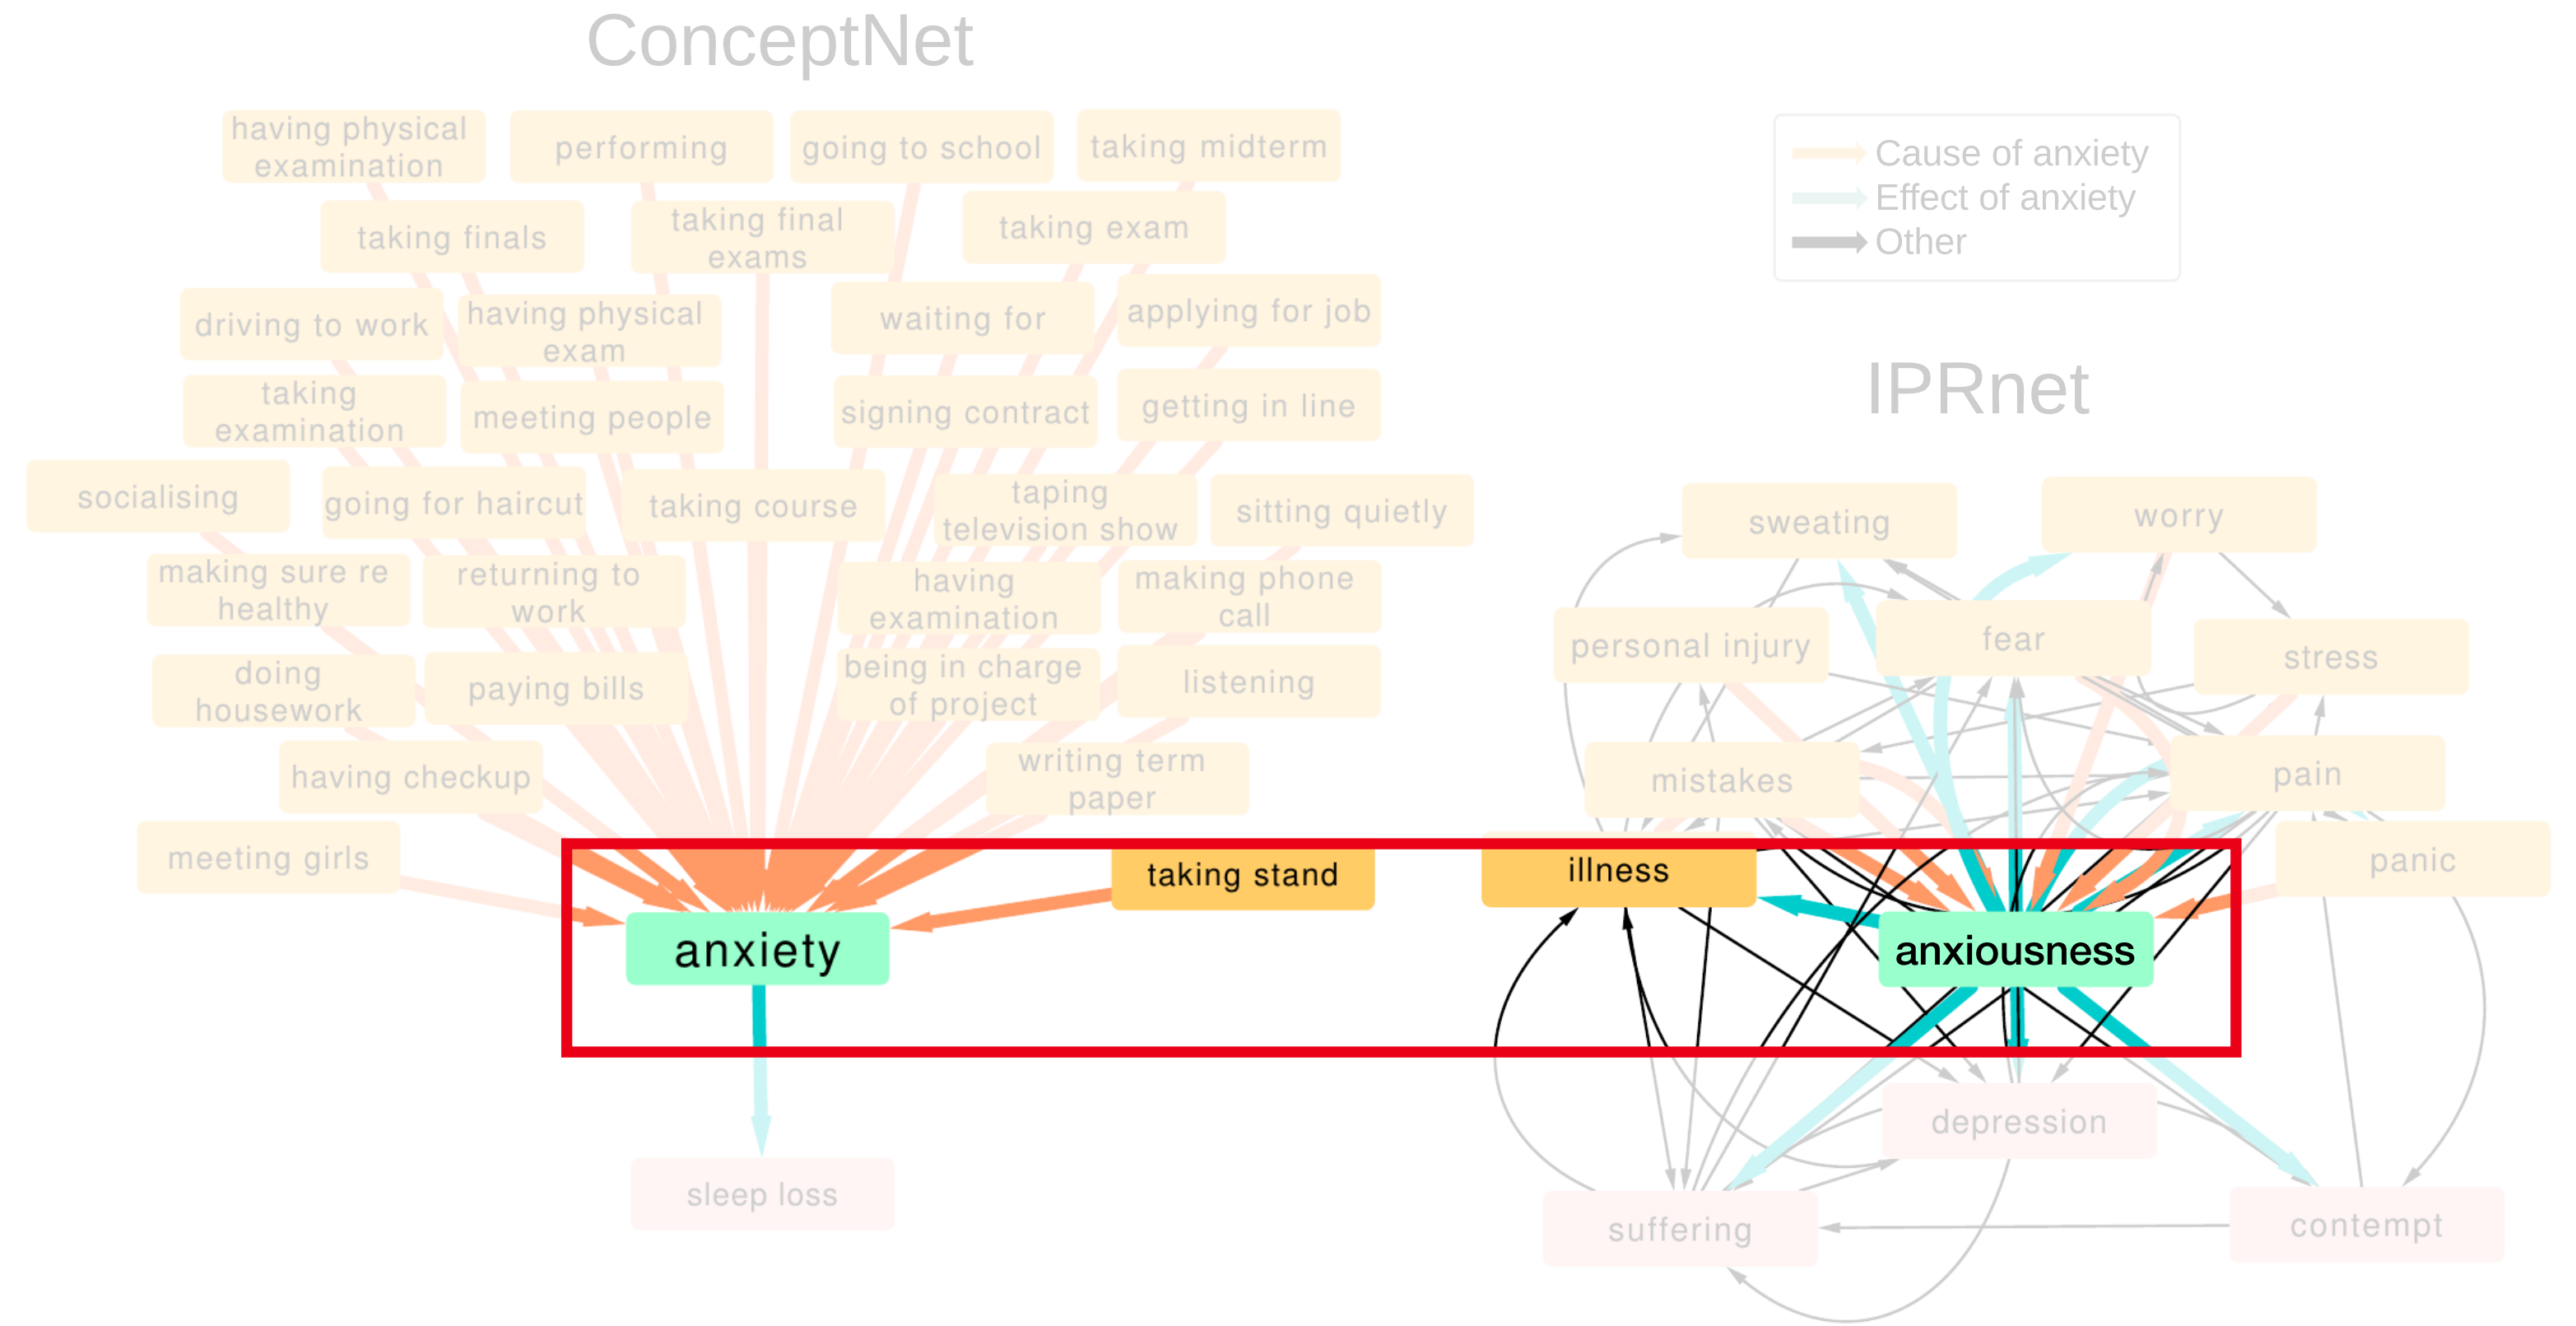 ConceptNet
having physical
examination
performing
going to school
taking midterm
taking finals
taking final
exams
taking exam
driving to work
having physical
exam
waiting for
applying for job
taking
examination
meeting people
signing contract
getting in line
socialising
going for haircut
taking course
taping
television show
sitting quietly
making sure re
healthy
returning to
work
having
examination
making phone
call
doing
housework
paying bills
being in charge
of project
listening
having checkup
writing term
paper
meeting girls
taking stand
anxiety
sleep loss
Cause of anxiety
Effect of anxiety
Other
IPRnet
sweating
worry
personal injury
fear
stress
mistakes
pain
illness
panic
anxiousness
depression
suffering
contempt